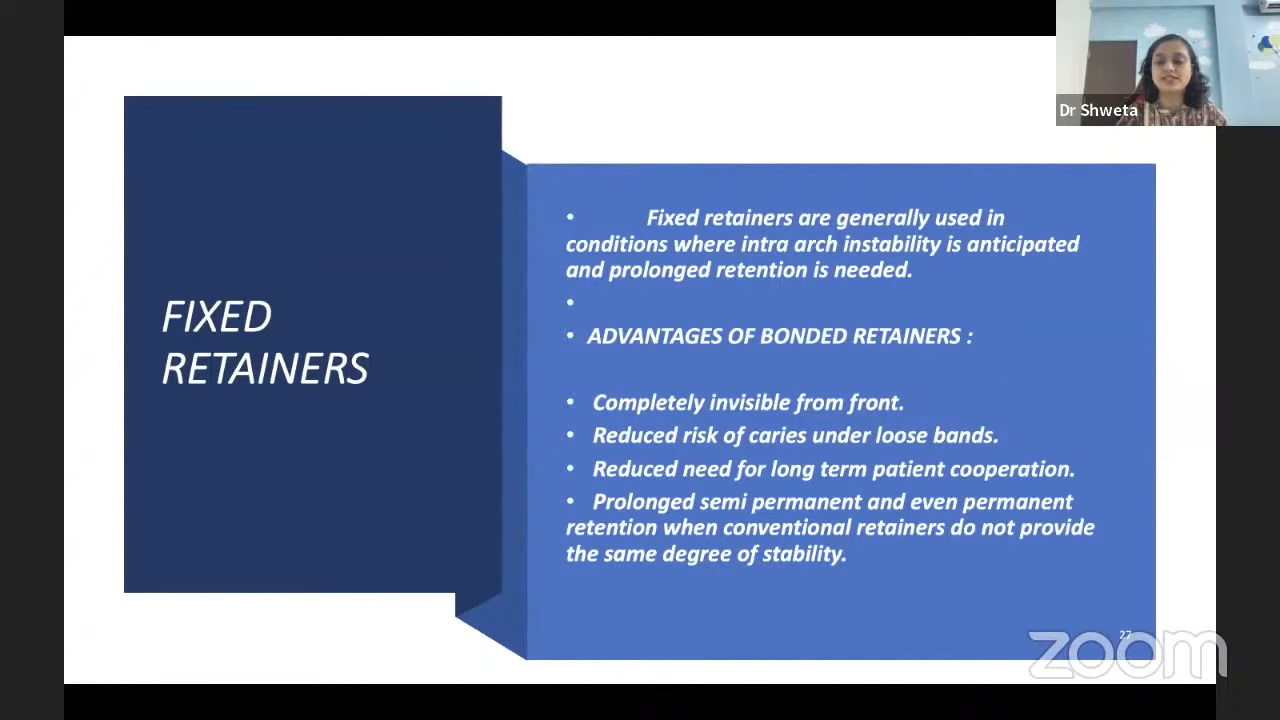 Dr Shweta
FIXED
RETAINERS
• Fixed retainers are generally used in
conditions where intra arch instability is anticipated
and prolonged retention is needed.
•
• ADVANTAGES OF BONDED RETAINERS :
• Completely invisible from front.
• Reduced risk of caries under loose bands.
• Reduced need for long term patient cooperation.
• Prolonged semi permanent and even permanent
retention when conventional retainers do not provide
the same degree of stability.
27
zoom